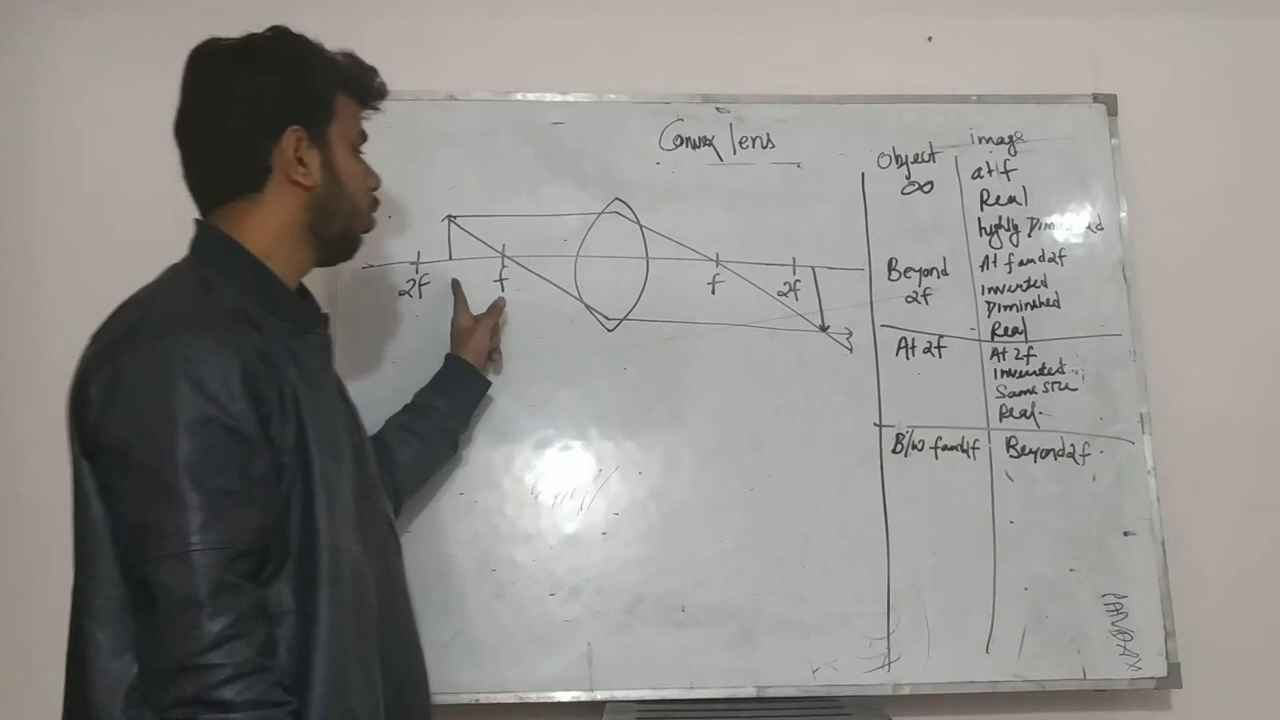 Convex lens
2f
f
f
2f
Object
image
∞
at f
Real
highly Diminished
Beyond
2f
At f and 2f
inverted
Diminished
Real
At 2f
At 2f
inverted
Same size
Real
B/w f and 2f
Beyond 2f